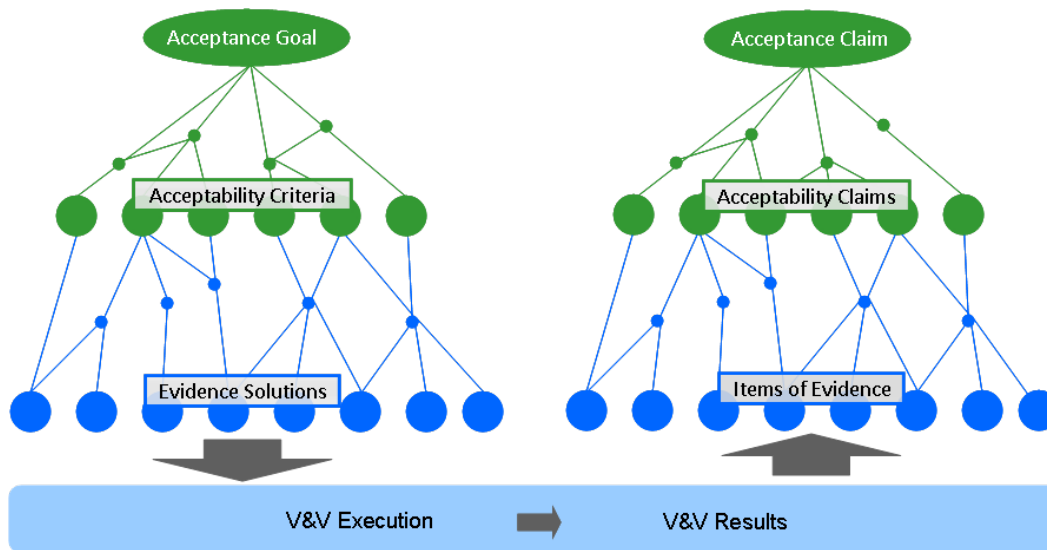 Acceptance Goal
Acceptance Claim
Acceptability Criteria
Acceptability Claims
Evidence Solutions
Items of Evidence
V&V Execution
V&V Results